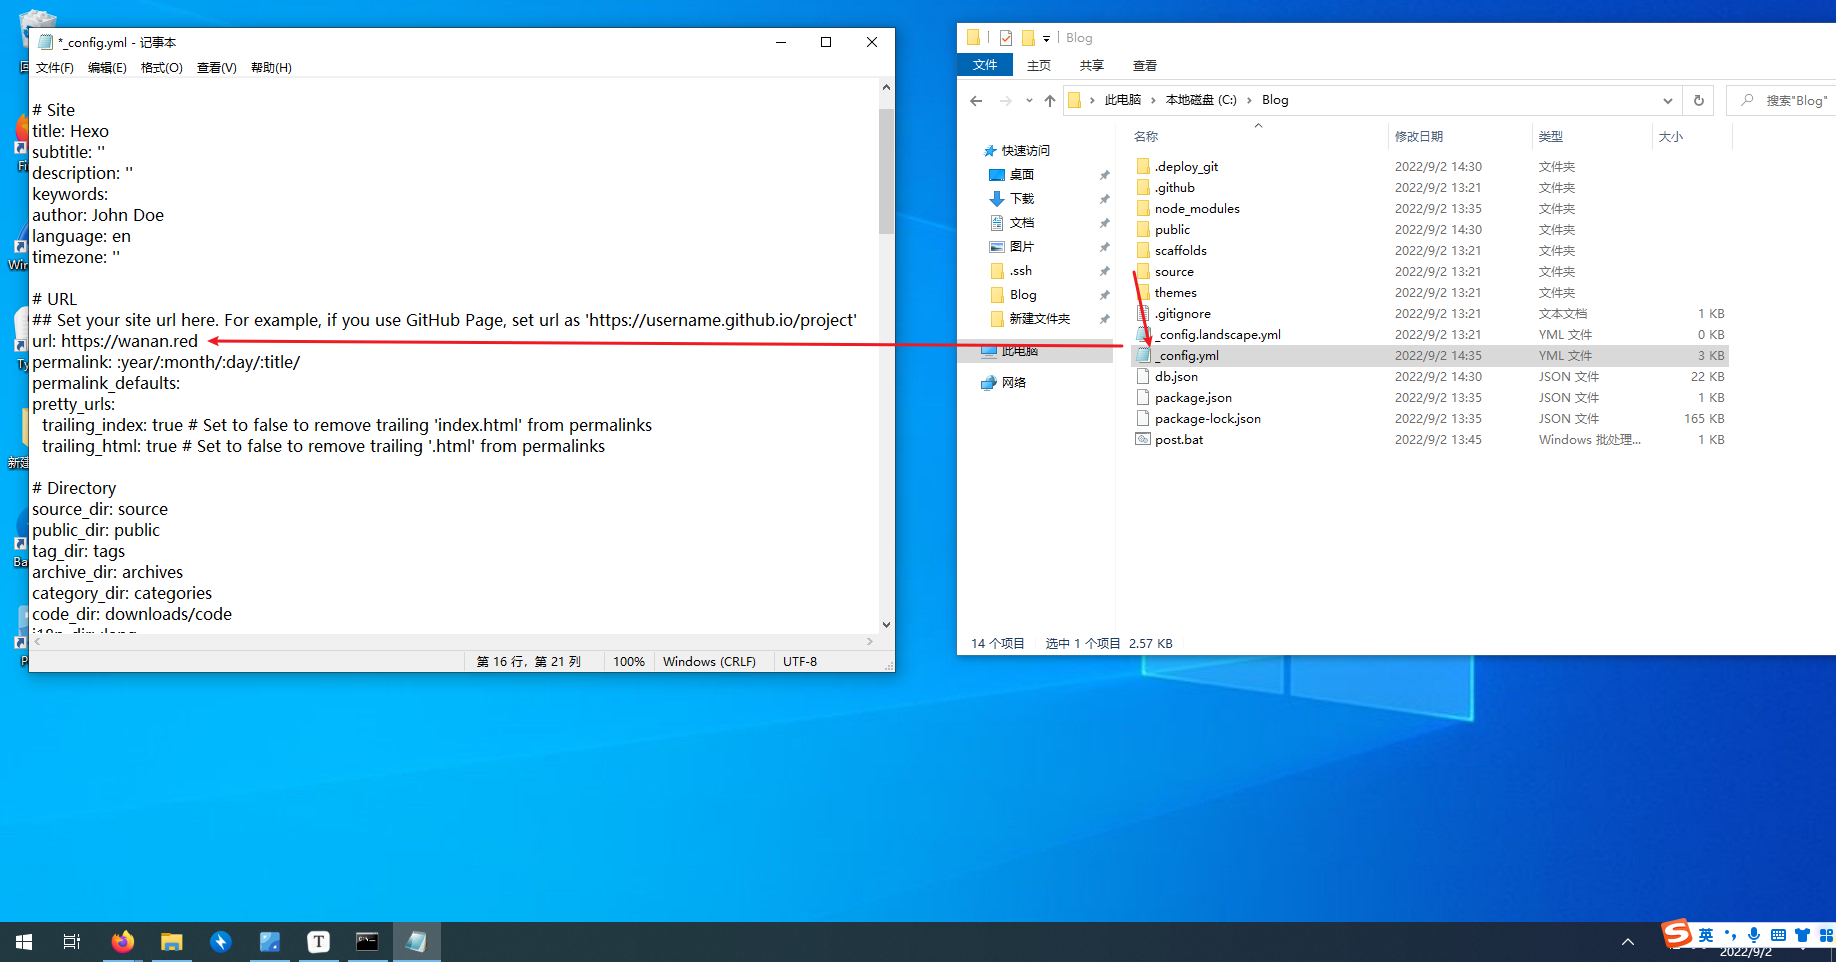 *_config.yml - 记事本
文件(F) 编辑(E) 格式(O) 查看(V) 帮助(H)
# Site
title: Hexo
subtitle: ''
description: ''
keywords:
author: John Doe
language: en
timezone: ''
# URL
## Set your site url here. For example, if you use GitHub Page, set url as 'https://username.github.io/project'
url: https://wanan.red
permalink: :year/:month/:day/:title/
permalink_defaults:
pretty_urls:
trailing_index: true # Set to false to remove trailing 'index.html' from permalinks
trailing_html: true # Set to false to remove trailing '.html' from permalinks
# Directory
source_dir: source
public_dir: public
tag_dir: tags
archive_dir: archives
category_dir: categories
code_dir: downloads/code
第 16 行，第 21 列 100% Windows (CRLF) UTF-8
Blog
文件 主页 共享 查看
此电脑 本地磁盘 (C:) Blog
搜索"Blog"
名称 修改日期 类型 大小
快速访问
桌面
下载
文档
图片
.ssh
Blog
新建文件夹
此电脑
网络
.deploy_git 2022/9/2 14:30 文件夹
.github 2022/9/2 13:21 文件夹
node_modules 2022/9/2 13:35 文件夹
public 2022/9/2 14:30 文件夹
scaffolds 2022/9/2 13:21 文件夹
source 2022/9/2 13:21 文件夹
themes 2022/9/2 13:21 文件夹
.gitignore 2022/9/2 13:21 文本文档 1 KB
_config.landscape.yml 2022/9/2 13:21 YML 文件 0 KB
_config.yml 2022/9/2 14:35 YML 文件 3 KB
db.json 2022/9/2 14:30 JSON 文件 22 KB
package.json 2022/9/2 13:35 JSON 文件 1 KB
package-lock.json 2022/9/2 13:35 JSON 文件 165 KB
post.bat 2022/9/2 13:45 Windows 批处理... 1 KB
14 个项目 选中 1 个项目 2.57 KB
英
2022/9/2